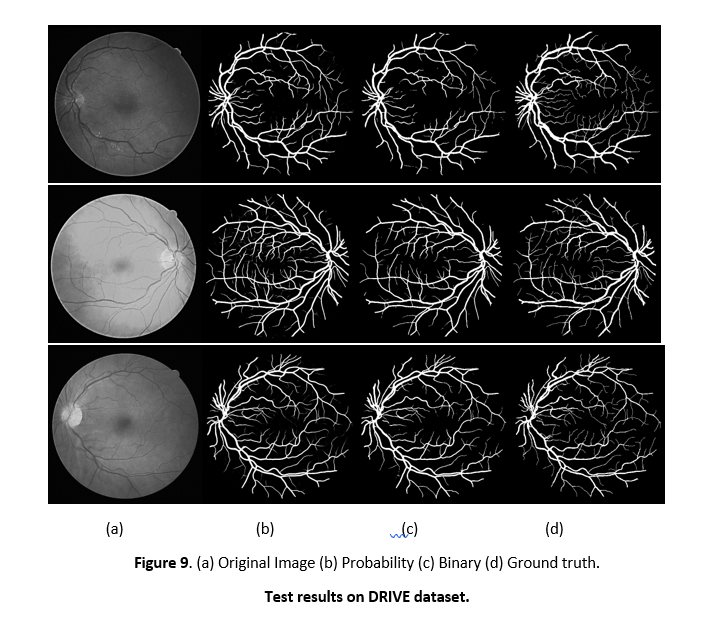 (a) (b) (c) (d)
Figure 9. (a) Original Image (b) Probability (c) Binary (d) Ground truth.
Test results on DRIVE dataset.